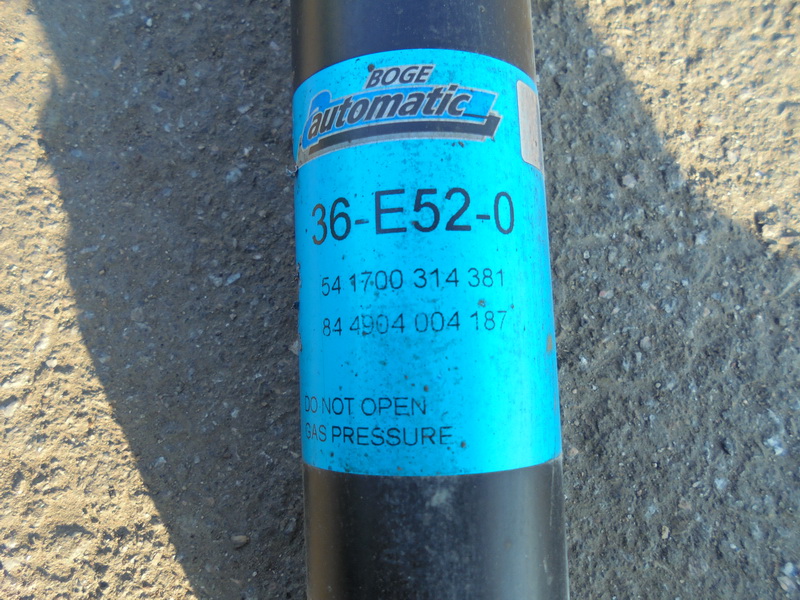 BOGE
automatic
36-E52-0
54 1700 314 381
84 4904 004 187
DO NOT OPEN
GAS PRESSURE